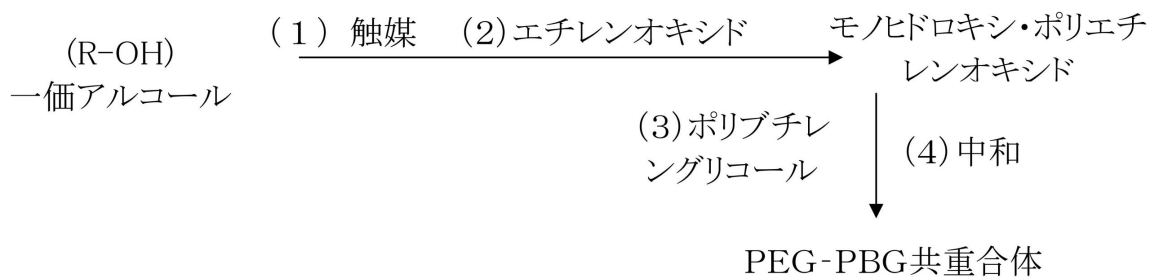 (R-OH)
一価アルコール
(１) 触媒 (2)エチレンオキシド
モノヒドロキシ・ポリエチ
レンオキシド
(3)ポリブチレ
ングリコール
(4)中和
PEG-PBG共重合体